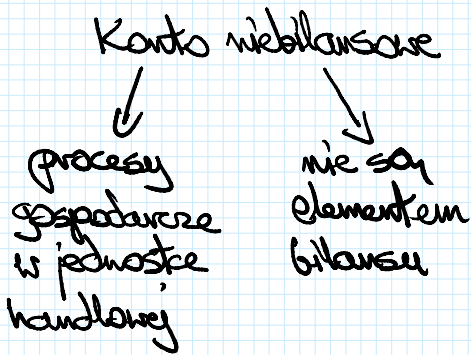 Konto niebilansowe
procesy
gospodarcze
w jednostce
handlowej
nie są
elementem
bilansu